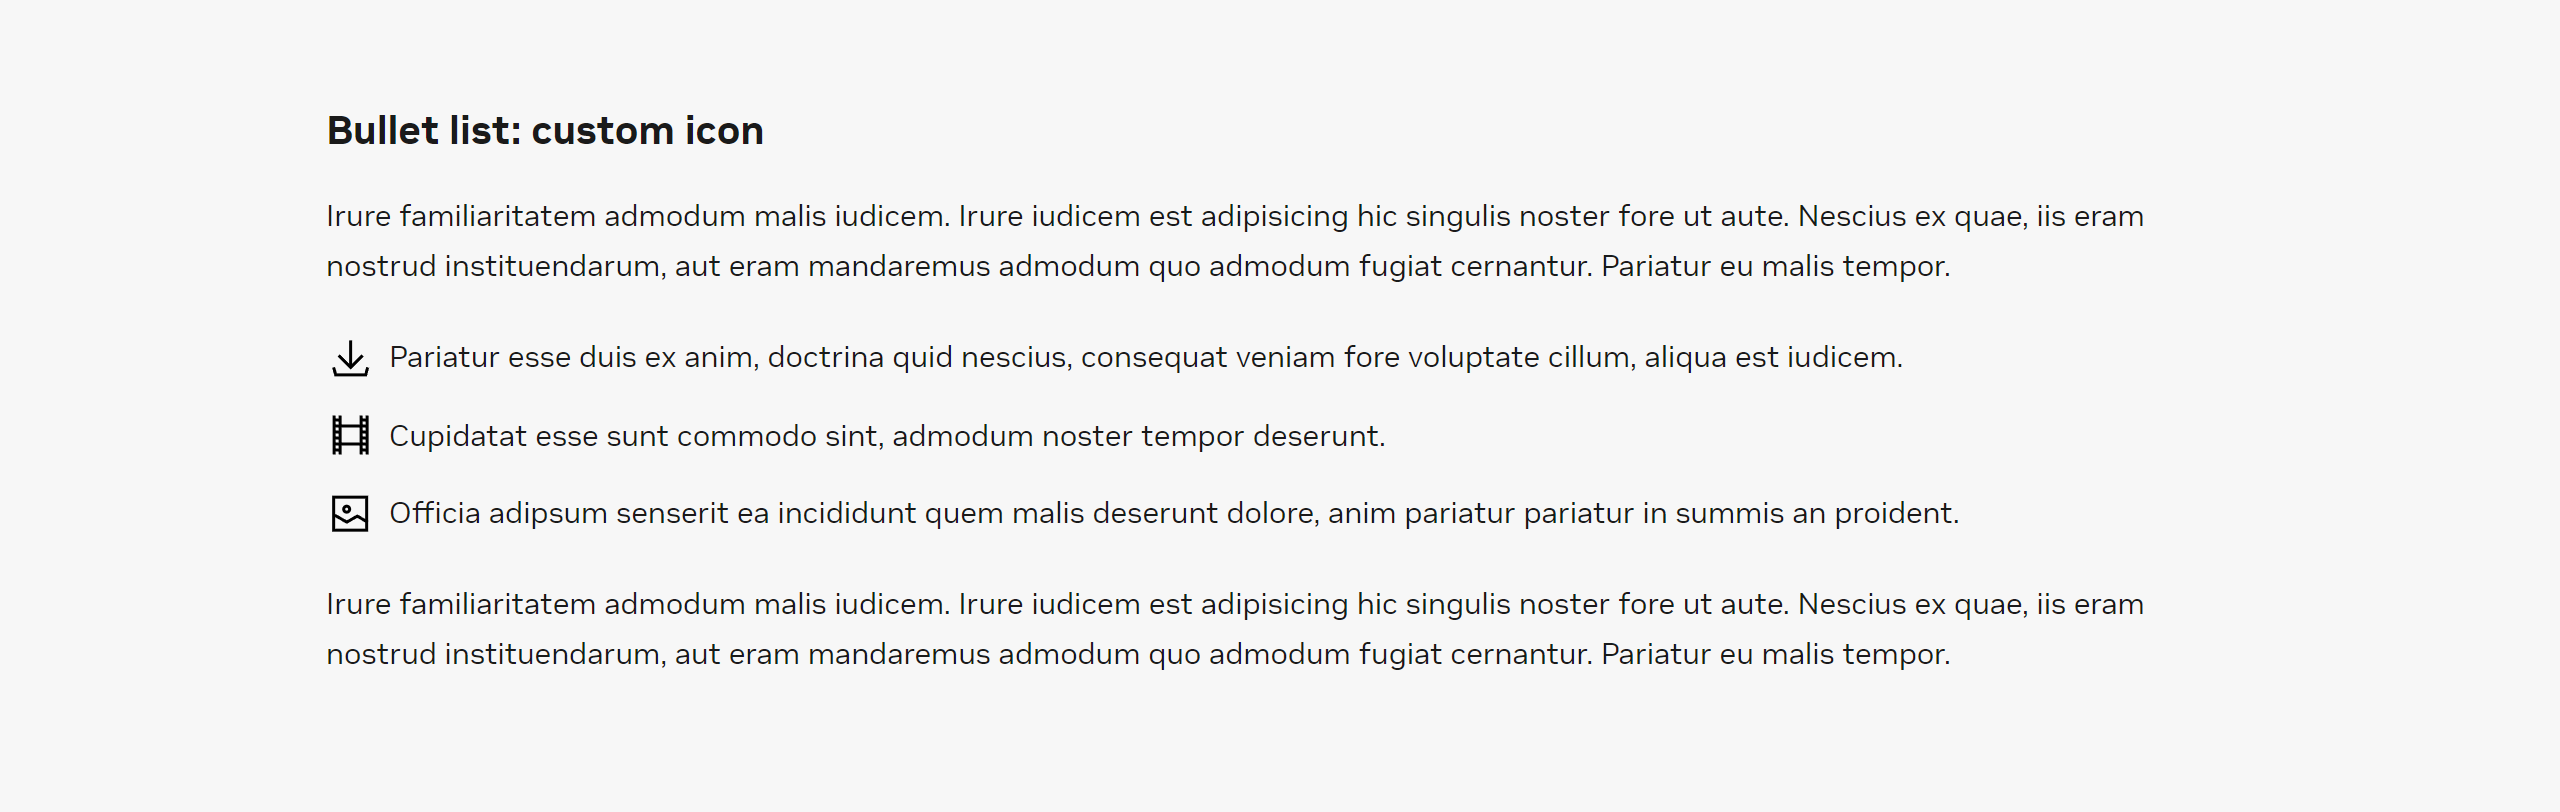 Bullet list: custom icon
Irure familiaritatem admodum malis iudicem. Irure iudicem est adipisicing hic singulis noster fore ut aute. Nescius ex quae, iis eram
nostrud instituendarum, aut eram mandaremus admodum quo admodum fugiat cernantur. Pariatur eu malis tempor.
Pariatur esse duis ex anim, doctrina quid nescius, consequat veniam fore voluptate cillum, aliqua est iudicem.
Cupidatat esse sunt commodo sint, admodum noster tempor deserunt.
Officia adipsum senserit ea incididunt quem malis deserunt dolore, anim pariatur pariatur in summis an proident.
Irure familiaritatem admodum malis iudicem. Irure iudicem est adipisicing hic singulis noster fore ut aute. Nescius ex quae, iis eram
nostrud instituendarum, aut eram mandaremus admodum quo admodum fugiat cernantur. Pariatur eu malis tempor.